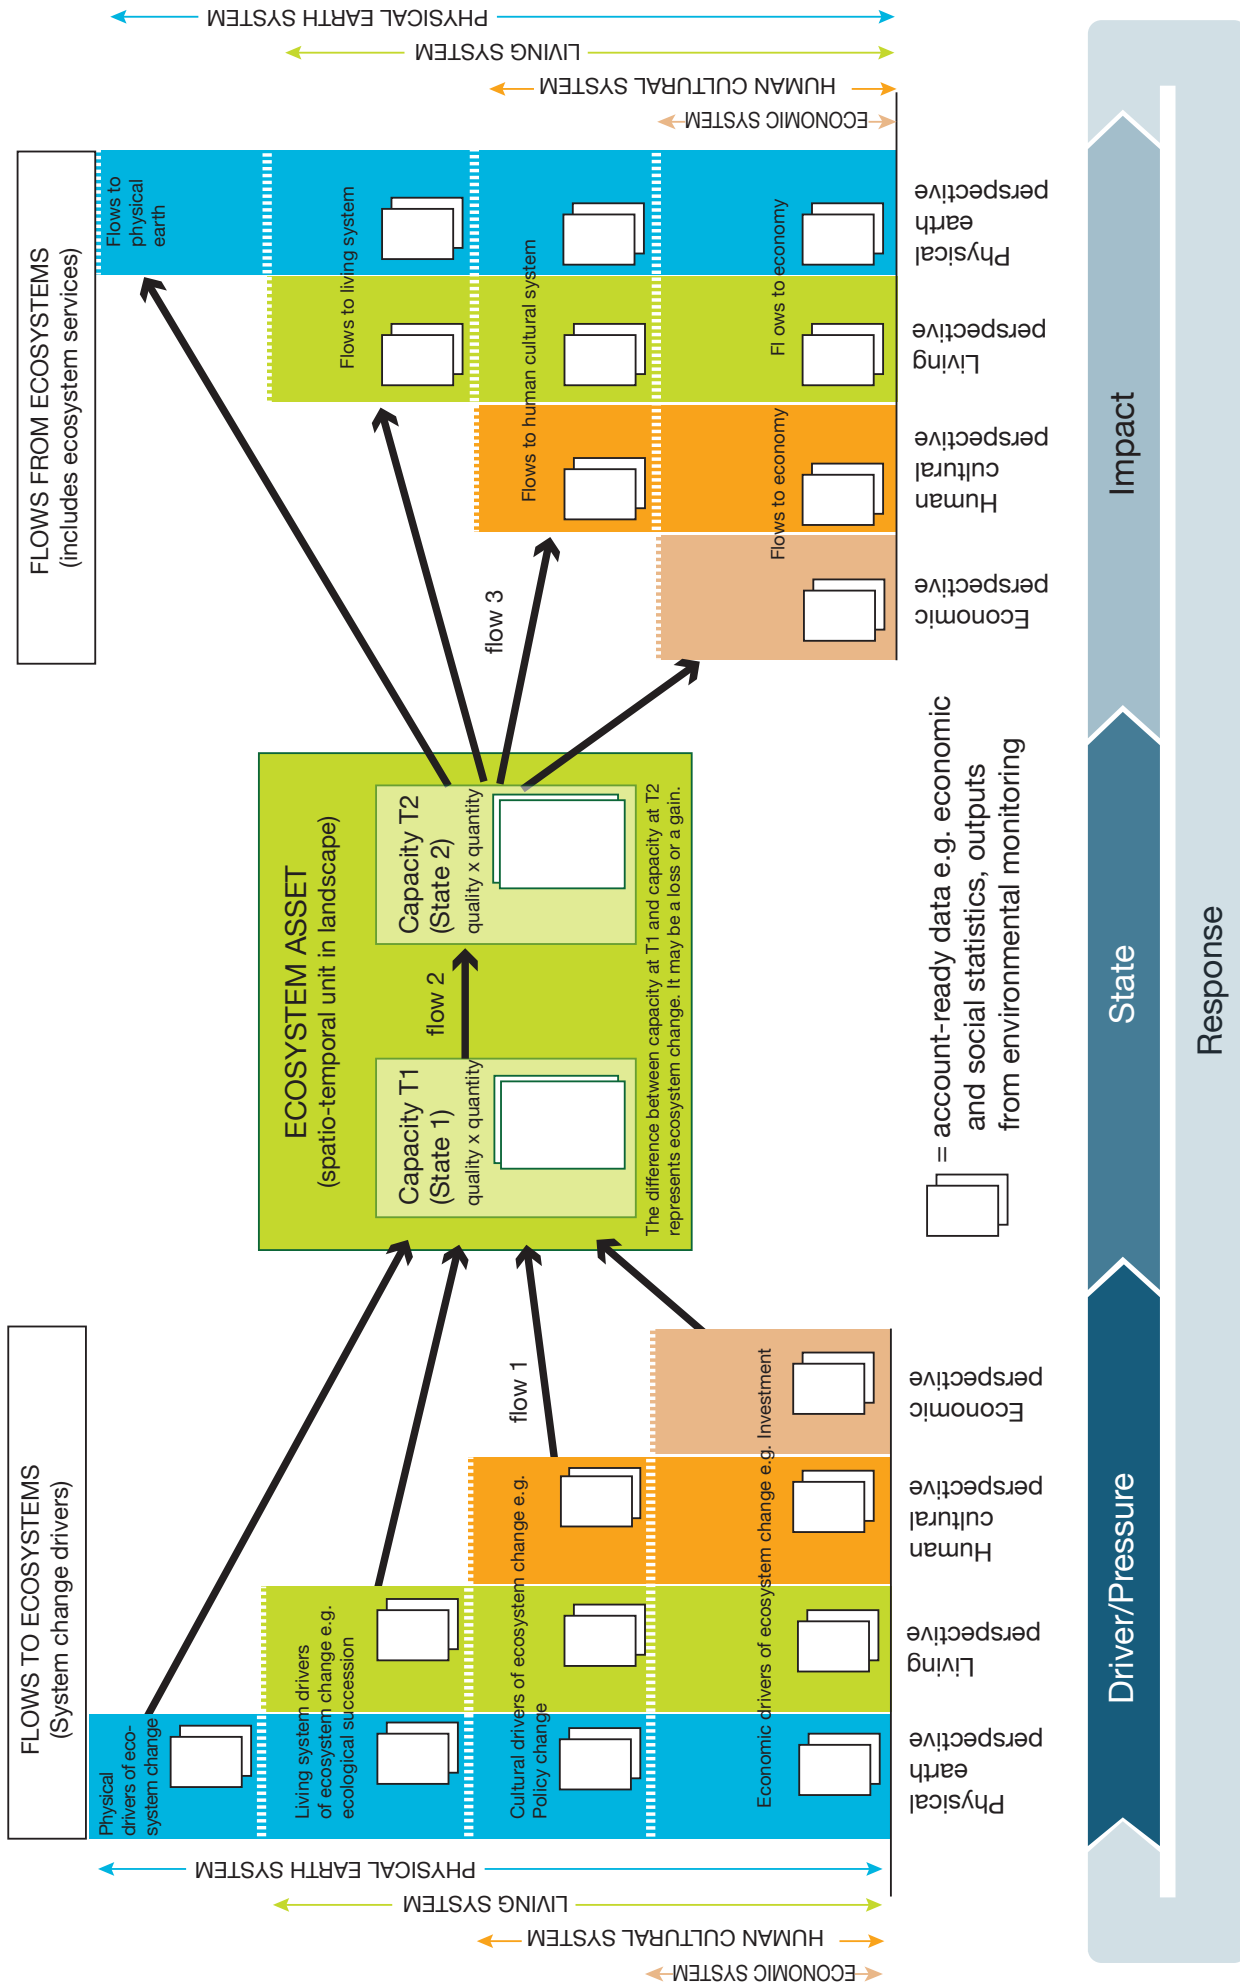 FLOWS TO ECOSYSTEMS
(System change drivers)
PHYSICAL EARTH SYSTEM
LIVING SYSTEM
HUMAN CULTURAL SYSTEM
ECONOMIC SYSTEM
Physical
drivers of eco-
system change
Living system drivers
of ecosystem change e.g.
ecological succession
Cultural drivers of ecosystem change e.g.
Policy change
Economic drivers of ecosystem change e.g. Investment
Physical
earth
perspective
Living
perspective
Human
cultural
perspective
Economic
perspective
flow 1
ECOSYSTEM ASSET
(spatio-temporal unit in landscape)
Capacity T1
(State 1)
quality x quantity
flow 2
Capacity T2
(State 2)
quality x quantity
The difference between capacity at T1 and capacity at T2
represents ecosystem change. It may be a loss or a gain.
flow 3
FLOWS FROM ECOSYSTEMS
(includes ecosystem services)
Flows to
physical
earth
Flows to living system
Flows to human cultural system
Flows to economy
Fl ows to economy
Economic
perspective
Human
cultural
perspective
Living
perspective
Physical
earth
perspective
PHYSICAL EARTH SYSTEM
LIVING SYSTEM
HUMAN CULTURAL SYSTEM
ECONOMIC SYSTEM
= account-ready data e.g. economic
and social statistics, outputs
from environmental monitoring
Driver/Pressure
State
Impact
Response